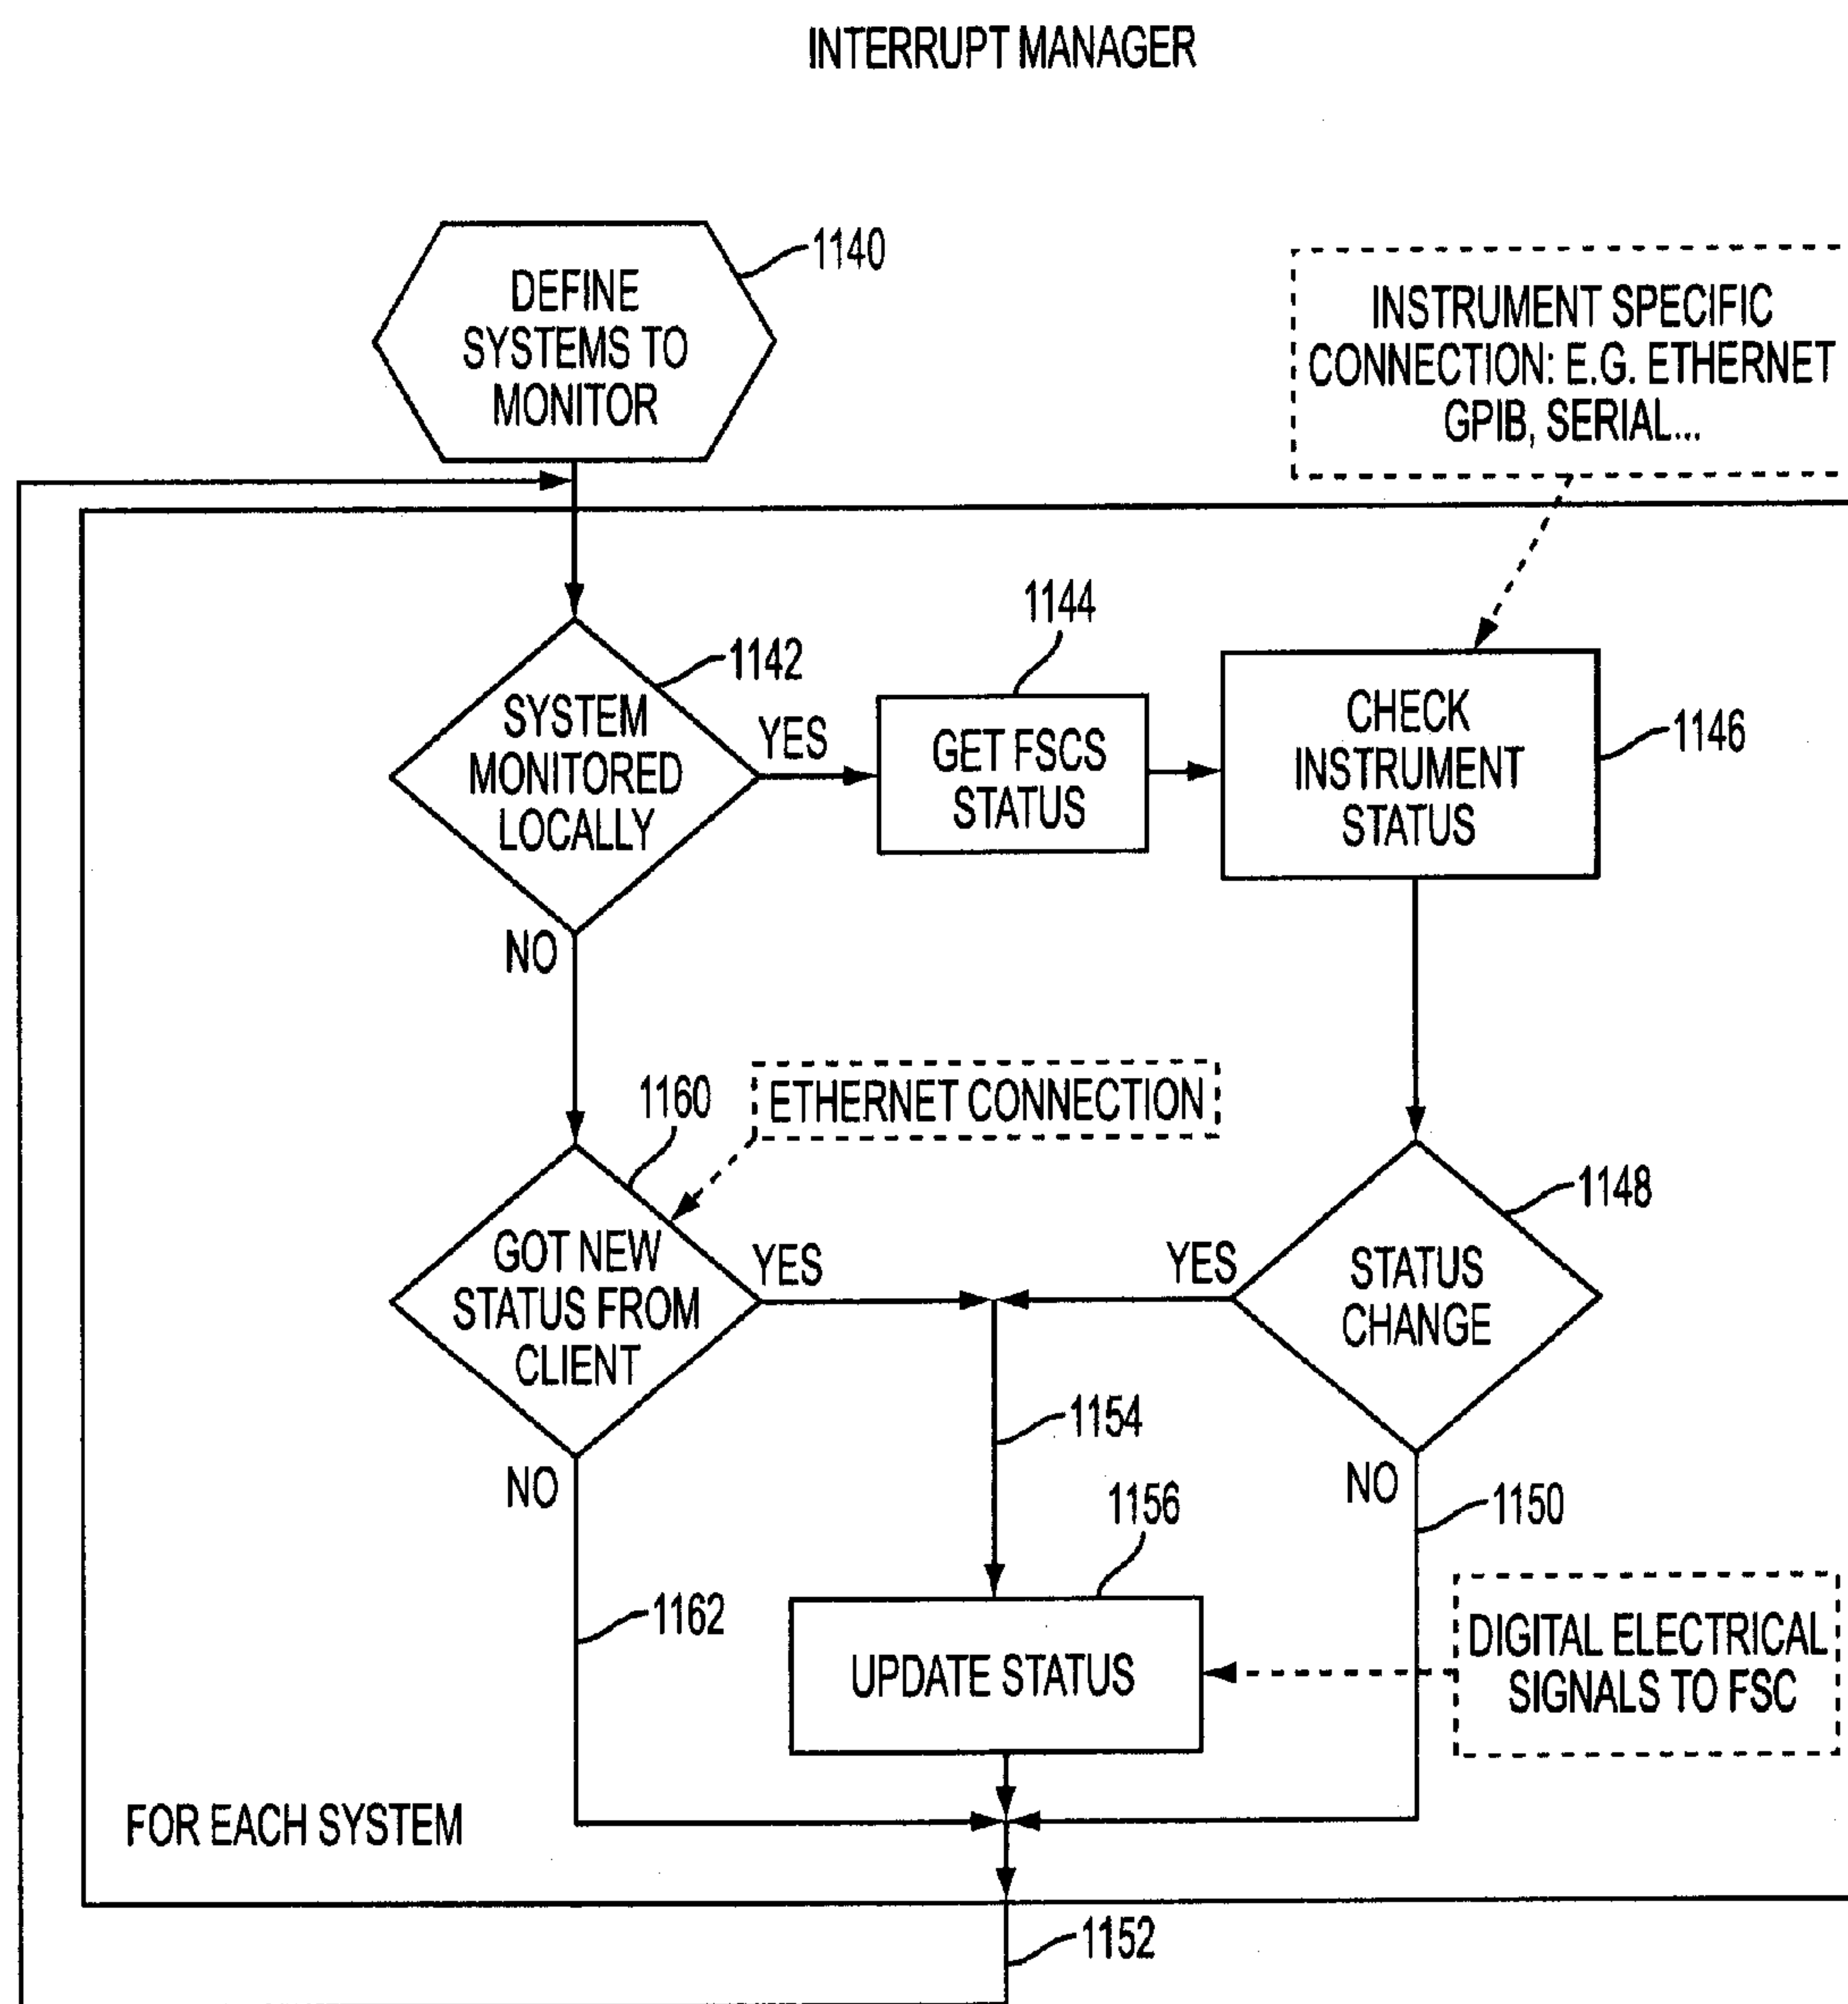 INTERRUPT MANAGER
DEFINE
SYSTEMS TO
MONITOR
1140
INSTRUMENT SPECIFIC
CONNECTION: E.G. ETHERNET
GPIB, SERIAL...
SYSTEM
MONITORED
LOCALLY
1142
YES
NO
1144
GET FSCS
STATUS
CHECK
INSTRUMENT
STATUS
1146
1160
ETHERNET CONNECTION
GOT NEW
STATUS FROM
CLIENT
YES
NO
YES
STATUS
CHANGE
1148
NO
1150
1154
1156
1162
UPDATE STATUS
DIGITAL ELECTRICAL
SIGNALS TO FSC
FOR EACH SYSTEM
1152